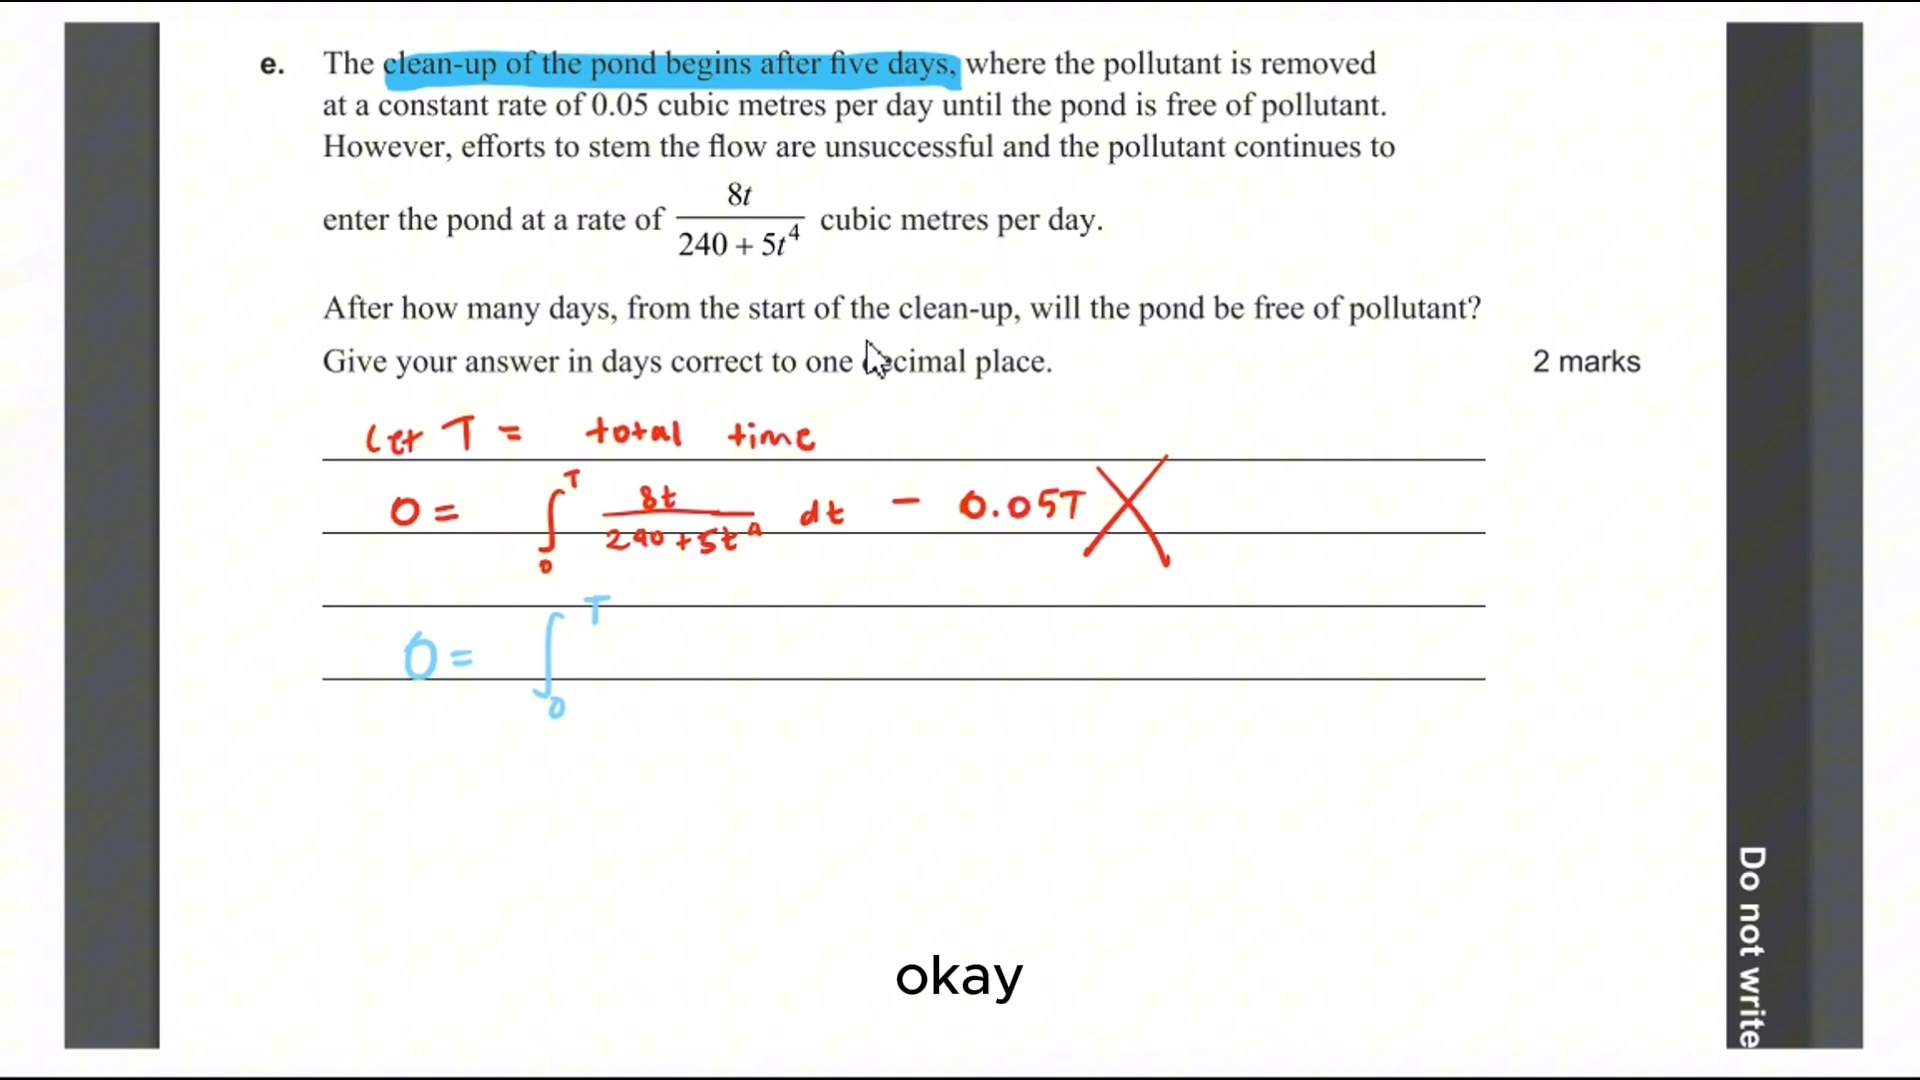 e. The clean-up of the pond begins after five days, where the pollutant is removed
at a constant rate of 0.05 cubic metres per day until the pond is free of pollutant.
However, efforts to stem the flow are unsuccessful and the pollutant continues to
enter the pond at a rate of 8t / (240 + 5t⁴) cubic metres per day.
After how many days, from the start of the clean-up, will the pond be free of pollutant?
Give your answer in days correct to one decimal place. 2 marks
Let T = total time
0 = ∫₀ᵀ 8t / (240 + 5t⁴) dt - 0.05T
0 = ∫₀ᵀ
okay
Do not write